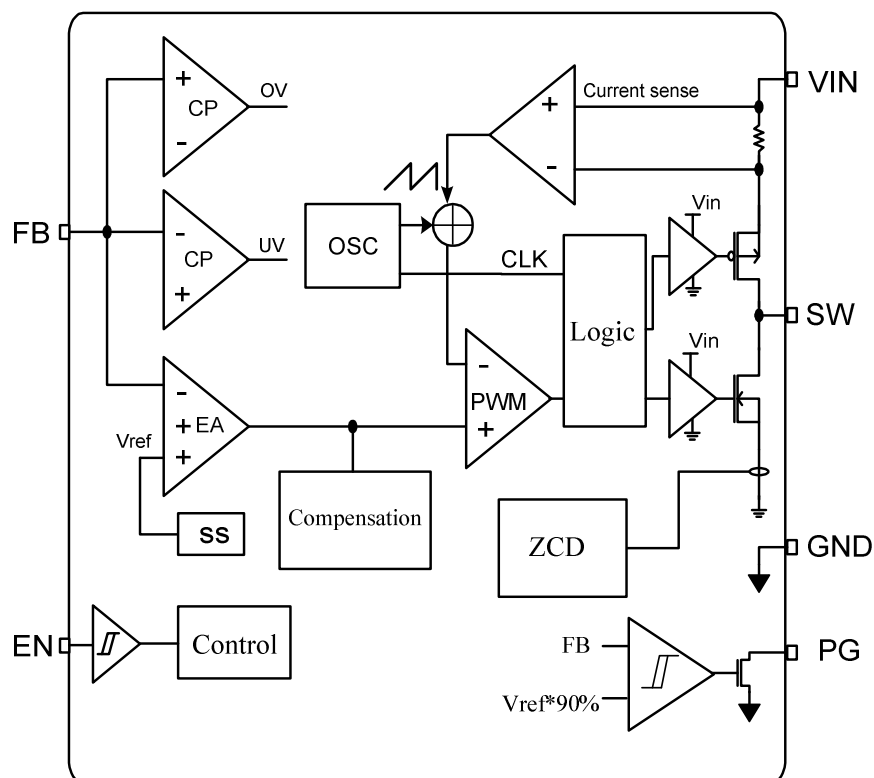 +
CP
-
OV
Current sense
+
-
VIN
FB
-
CP
+
UV
OSC
CLK
Vin
Logic
SW
Vin
-
PWM
+
-
+ EA
Vref
+
SS
Compensation
ZCD
GND
EN
Control
FB
Vref*90%
PG